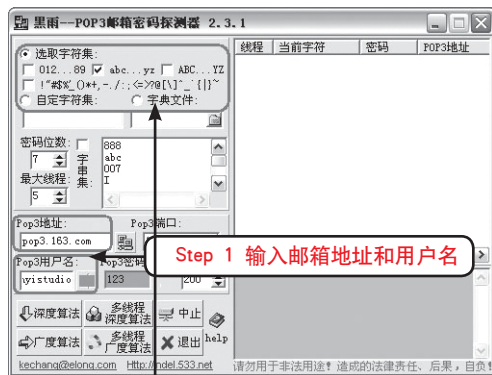 黑雨--POP3邮箱密码探测器 2.3.1
选取字符集: 线程 当前字符 密码 POP3地址
012...89 abc...yz ABC...YZ
!"#$%_()*+,-./:;<=>?@[\]^_`{|}~
自定字符集: 字典文件:
密码位数: 字串集: 888
7 abc
最大线程: 007
5 I
Pop3地址: Pop3端口:
pop3.163.com
Step 1 输入邮箱地址和用户名
Pop3用户名: Pop3密码
yistudio 123 200
深度算法 多线程深度算法 中止
广度算法 多线程广度算法 退出 help
kechang@elong.com Http://ndel.533.net 请勿用于非法用途! 造成的法律责任、后果,自负!